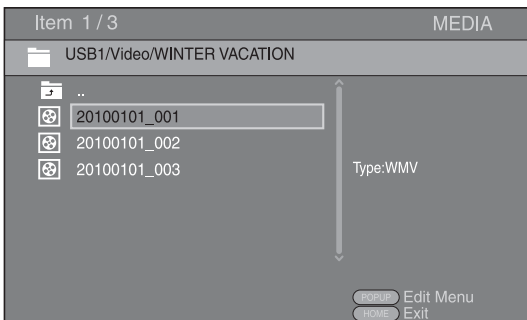 Item 1/3 MEDIA
USB1/Video/WINTER VACATION
..
20100101_001
20100101_002
20100101_003
Type:WMV
POPUP Edit Menu
HOME Exit